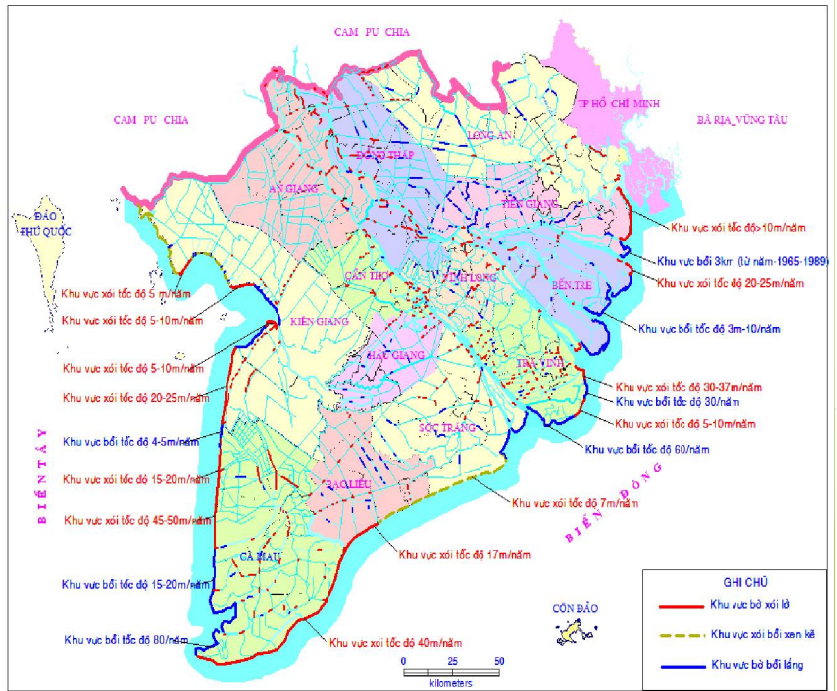 CAM PU CHIA
TP HỒ CHÍ MINH
CAM PU CHIA
BÀ RỊA_VŨNG TÀU
LONG AN
ĐỒNG THÁP
AN GIANG
TIỀN GIANG
ĐẢO
PHÚ QUỐC
Khu vực xói tốc độ>10m/năm
Khu vực bồi 3km (từ năm-1965-1989)
CẦN THƠ
VĨNH LONG
Khu vực xói tốc độ 20-25m/năm
BẾN TRE
Khu vực xói tốc độ 5 m/năm
Khu vực xói tốc độ 5-10m/năm
KIÊN GIANG
Khu vực bồi tốc độ 3m-10/năm
HẬU GIANG
TRÀ VINH
Khu vực xói tốc độ 5-10m/năm
Khu vực xói tốc độ 30-37m/năm
Khu vực xói tốc độ 20-25m/năm
Khu vực bồi tốc độ 30/năm
SÓC TRĂNG
Khu vực xói tốc độ 5-10m/năm
Khu vực bồi tốc độ 4-5m/năm
Khu vực bồi tốc độ 60/năm
BIỂN TÂY
Khu vực xói tốc độ 15-20m/năm
BẠC LIÊU
BIỂN ĐÔNG
Khu vực xói tốc độ 7m/năm
Khu vực xói tốc độ 45-50m/năm
CÀ MAU
Khu vực xói tốc độ 17m/năm
Khu vực bồi tốc độ 15-20m/năm
GHI CHÚ
Khu vực bờ xói lở
CÔN ĐẢO
Khu vực xói bồi xen kẽ
Khu vực bồi tốc độ 80/năm
Khu vực xói tốc độ 40m/năm
Khu vực bờ bồi lắng
0 25 50
kilometers